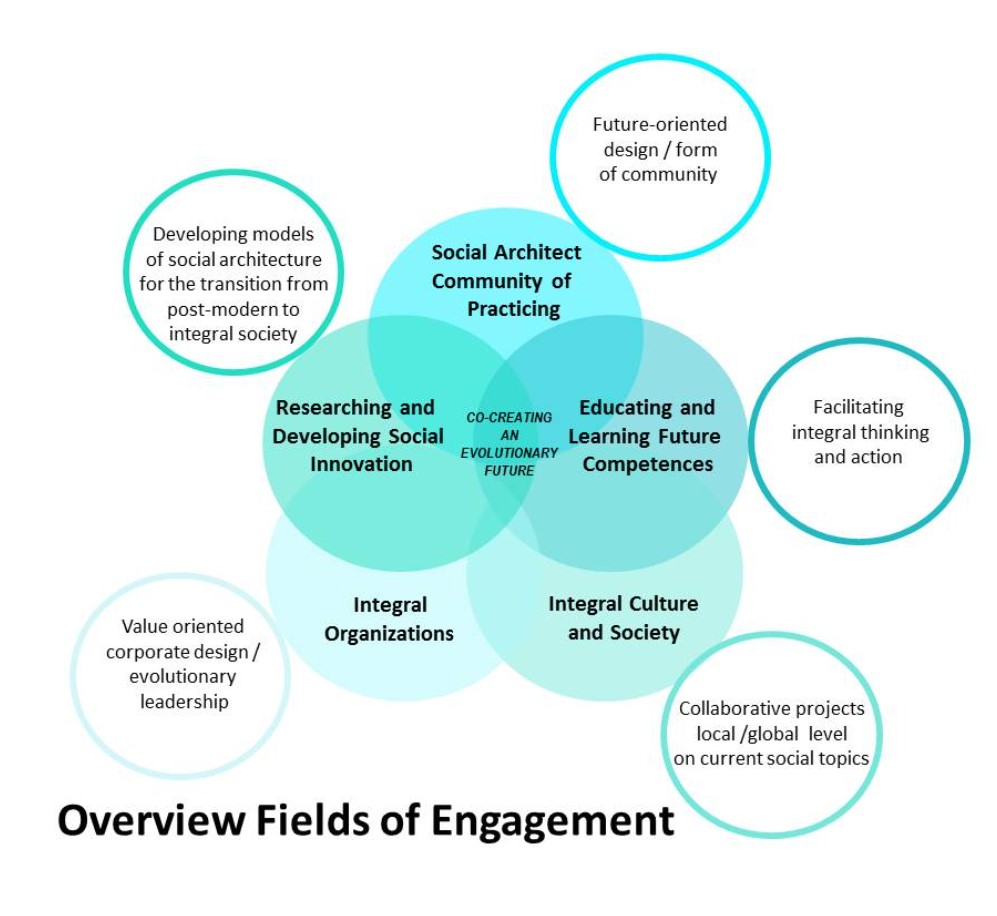 Future-oriented
design / form
of community
Developing models
of social architecture
for the transition from
post-modern to
integral society
Social Architect
Community of
Practicing
Researching and
Developing Social
Innovation
CO-CREATING
AN
EVOLUTIONARY
FUTURE
Educating and
Learning Future
Competences
Facilitating
integral thinking
and action
Integral
Organizations
Integral Culture
and Society
Value oriented
corporate design /
evolutionary
leadership
Collaborative projects
local /global level
on current social topics
Overview Fields of Engagement